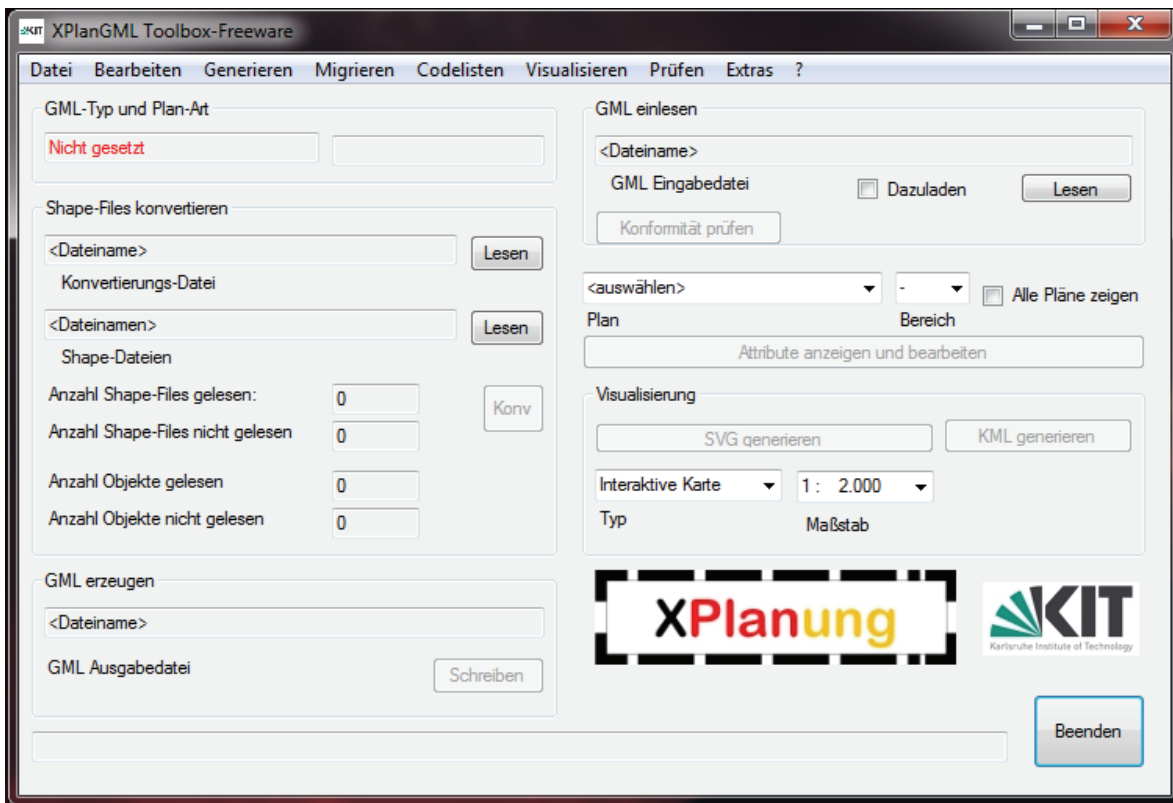 KIT XPlanGML Toolbox-Freeware
Datei Bearbeiten Generieren Migrieren Codelisten Visualisieren Prüfen Extras ?
GML-Typ und Plan-Art
Nicht gesetzt
Shape-Files konvertieren
<Dateiname>
Lesen
Konvertierungs-Datei
<Dateinamen>
Lesen
Shape-Dateien
Anzahl Shape-Files gelesen:
0
Konv
Anzahl Shape-Files nicht gelesen
0
Anzahl Objekte gelesen
0
Anzahl Objekte nicht gelesen
0
GML erzeugen
<Dateiname>
GML Ausgabedatei
Schreiben
GML einlesen
<Dateiname>
GML Eingabedatei
Dazuladen
Lesen
Konformität prüfen
<auswählen>
-
Alle Pläne zeigen
Plan
Bereich
Attribute anzeigen und bearbeiten
Visualisierung
SVG generieren
KML generieren
Interaktive Karte
1 : 2.000
Typ
Maßstab
XPlanung
KIT
Karlsruhe Institute of Technology
Beenden